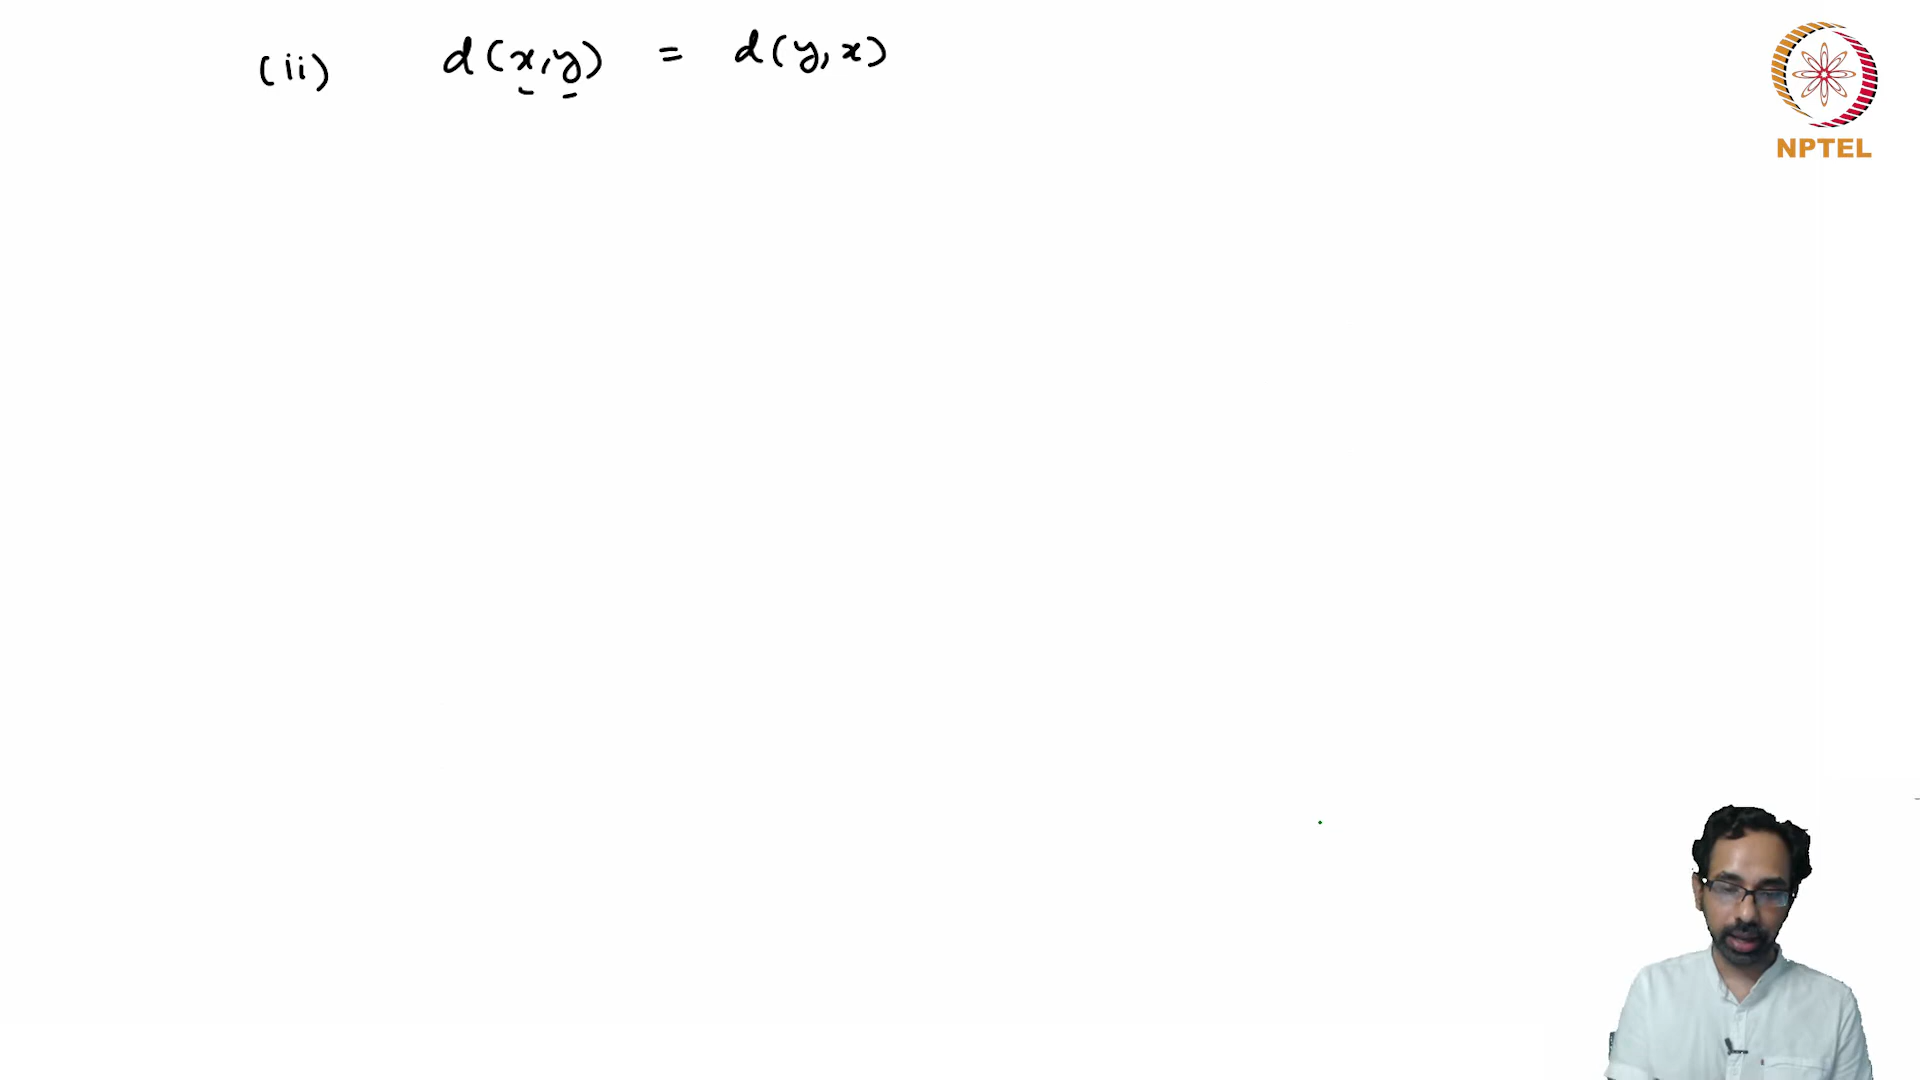 (ii) d(x,y) = d(y,x)
NPTEL